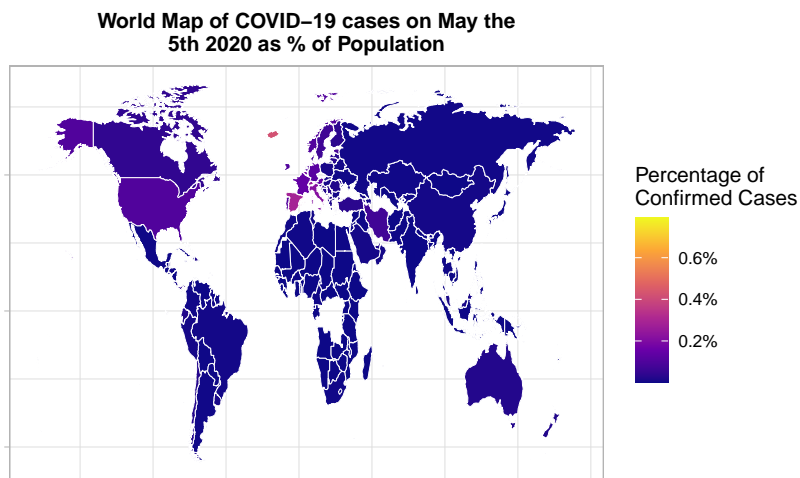 World Map of COVID−19 cases on May the
5th 2020 as % of Population
Percentage of
Confirmed Cases
0.6%
0.4%
0.2%